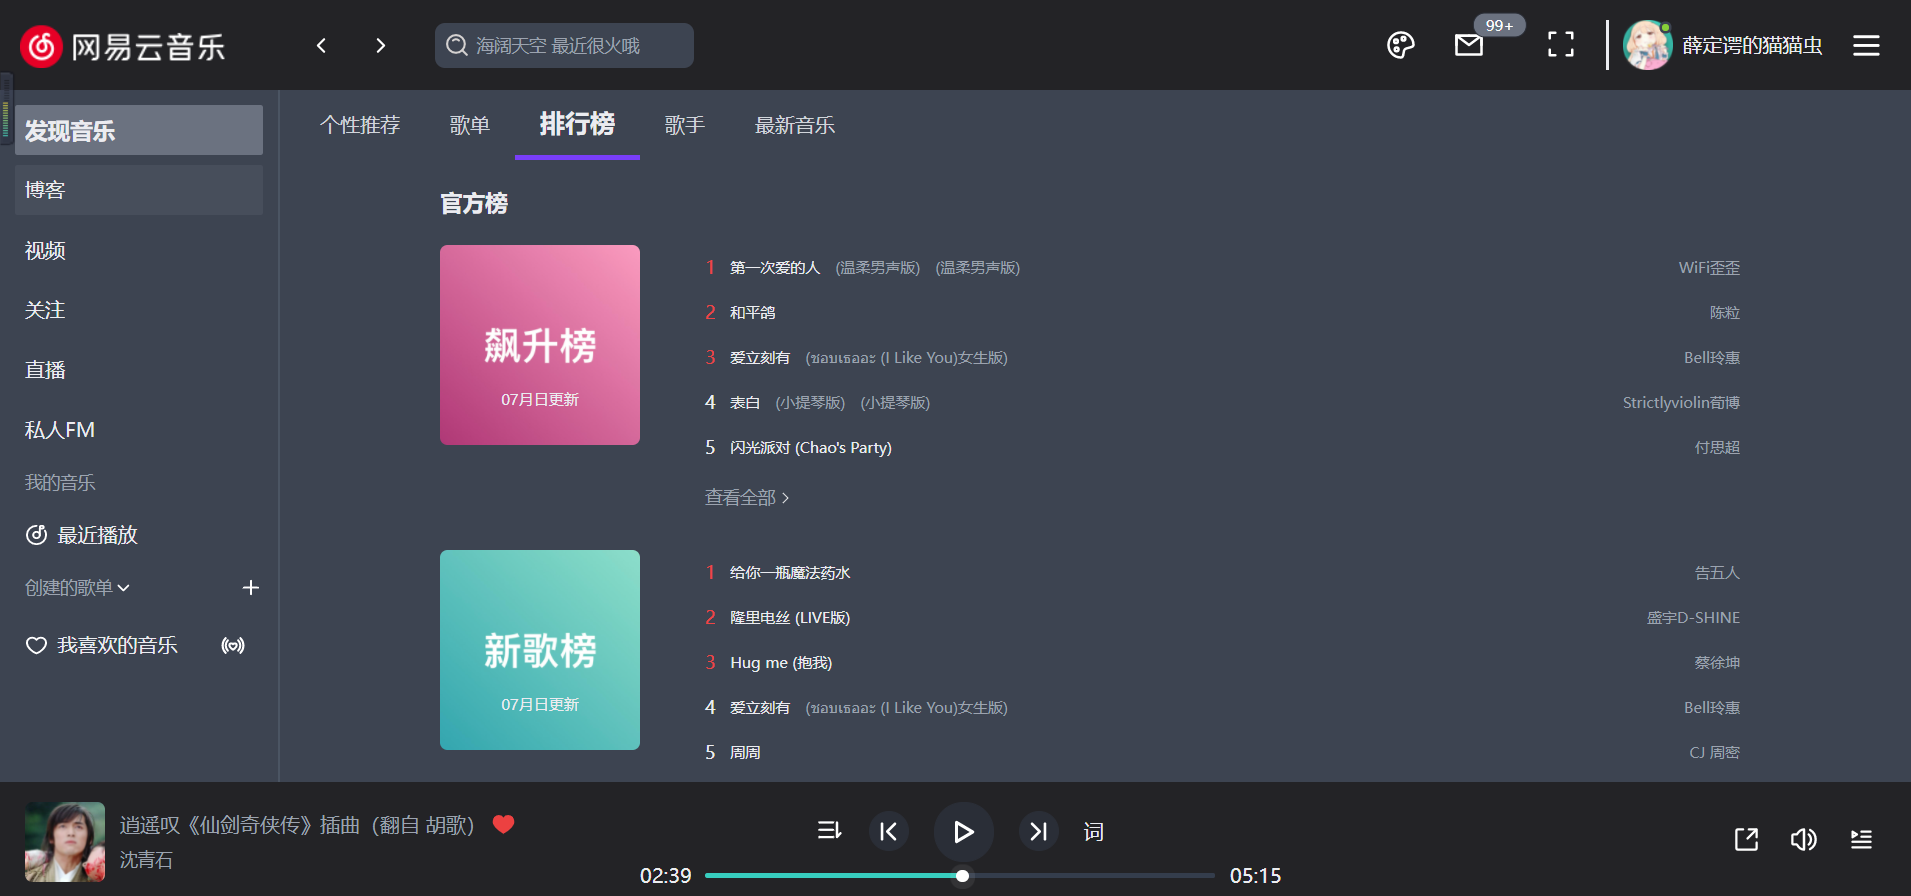 网易云音乐
海阔天空 最近很火哦
99+
薛定谔的猫猫虫
发现音乐
博客
视频
关注
直播
私人FM
我的音乐
最近播放
创建的歌单
我喜欢的音乐
个性推荐 歌单 排行榜 歌手 最新音乐
官方榜
飙升榜
07月日更新
1 第一次爱的人 (温柔男声版) (温柔男声版) WiFi歪歪
2 和平鸽 陈粒
3 爱立刻有 (ชอบเธออะ (I Like You)女生版) Bell玲惠
4 表白 (小提琴版) (小提琴版) Strictlyviolin荀博
5 闪光派对 (Chao's Party) 付思超
查看全部
新歌榜
07月日更新
1 给你一瓶魔法药水 告五人
2 隆里电丝 (LIVE版) 盛宇D-SHINE
3 Hug me (抱我) 蔡徐坤
4 爱立刻有 (ชอบเธออะ (I Like You)女生版) Bell玲惠
5 周周 CJ 周密
逍遥叹《仙剑奇侠传》插曲（翻自 胡歌）
沈青石
词
02:39
05:15